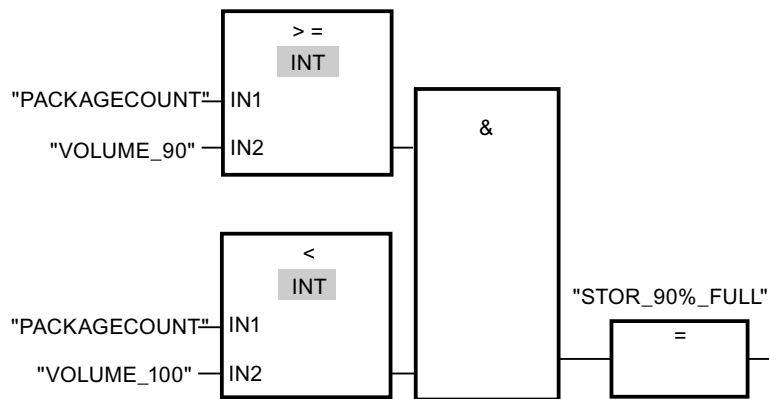 > =
INT
"PACKAGECOUNT" IN1
"VOLUME_90" IN2
&
<
INT
"PACKAGECOUNT" IN1
"VOLUME_100" IN2
"STOR_90%_FULL"
=